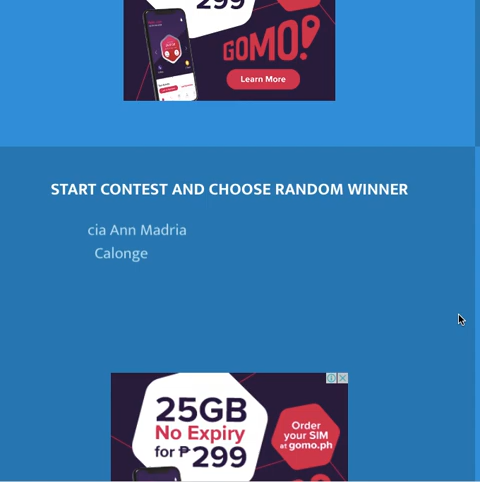 299
GOMO!
Learn More
START CONTEST AND CHOOSE RANDOM WINNER
cia Ann Madria
Calonge
25GB
No Expiry
for ₱299
Order
your SIM
at gomo.ph